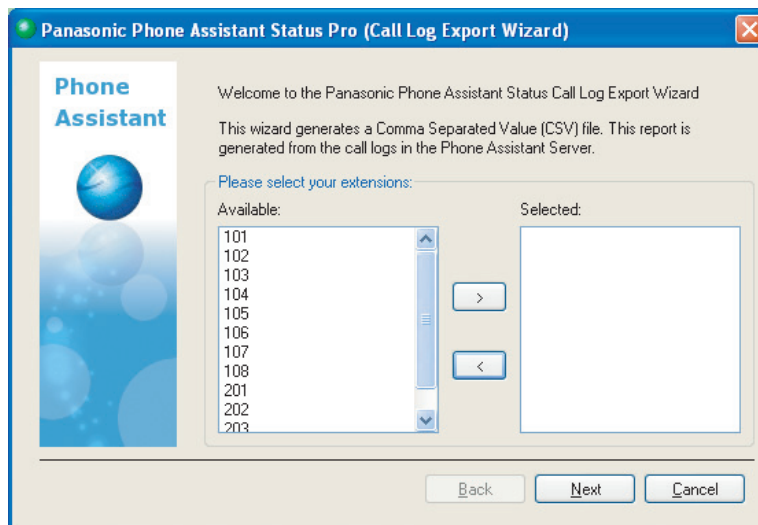 Panasonic Phone Assistant Status Pro (Call Log Export Wizard)
Phone
Assistant
Welcome to the Panasonic Phone Assistant Status Call Log Export Wizard
This wizard generates a Comma Separated Value (CSV) file. This report is
generated from the call logs in the Phone Assistant Server.
Please select your extensions:
Available:
Selected:
101
102
103
104
105
106
107
108
201
202
203
>
<
Back
Next
Cancel